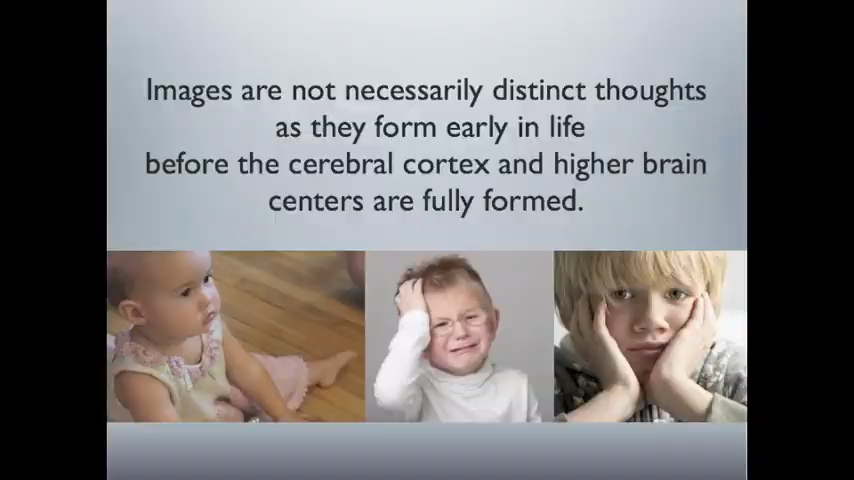 Images are not necessarily distinct thoughts
as they form early in life
before the cerebral cortex and higher brain
centers are fully formed.